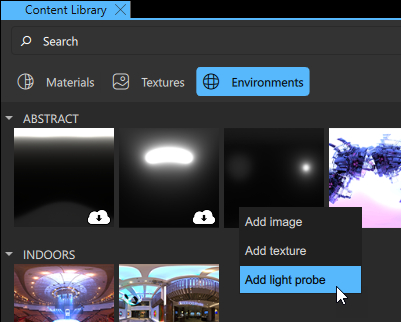 Content Library
Search
Materials Textures Environments
ABSTRACT
Add image
Add texture
INDOORS
Add light probe